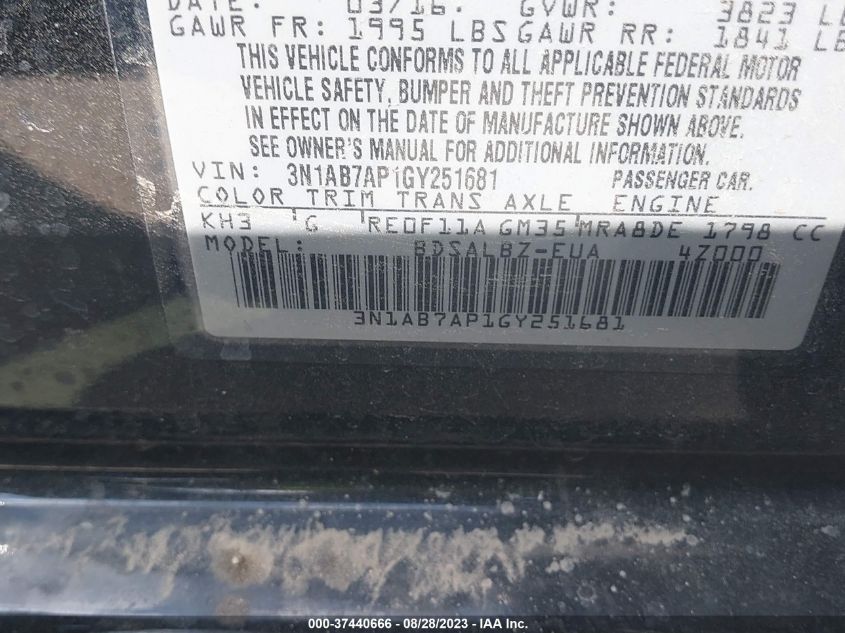 DATE: 03/16. GVWR: 3823
GAWR FR: 1995 LBS GAWR RR: 1841
THIS VEHICLE CONFORMS TO ALL APPLICABLE FEDERAL MOTOR
VEHICLE SAFETY, BUMPER AND THEFT PREVENTION STANDARDS
IN EFFECT ON THE DATE OF MANUFACTURE SHOWN ABOVE.
SEE OWNER'S MANUAL FOR ADDITIONAL INFORMATION
VIN: 3N1AB7AP1GY251681 PASSENGER CAR.
COLOR TRIM TRANS AXLE ENGINE
KH3 G RE0F11A GM35 MRA8DE 1798 CC
MODEL: BDSALBZ-EUA 4Z000
3N1AB7AP1GY251681
000-37440666 - 08/28/2023 - IAA Inc.